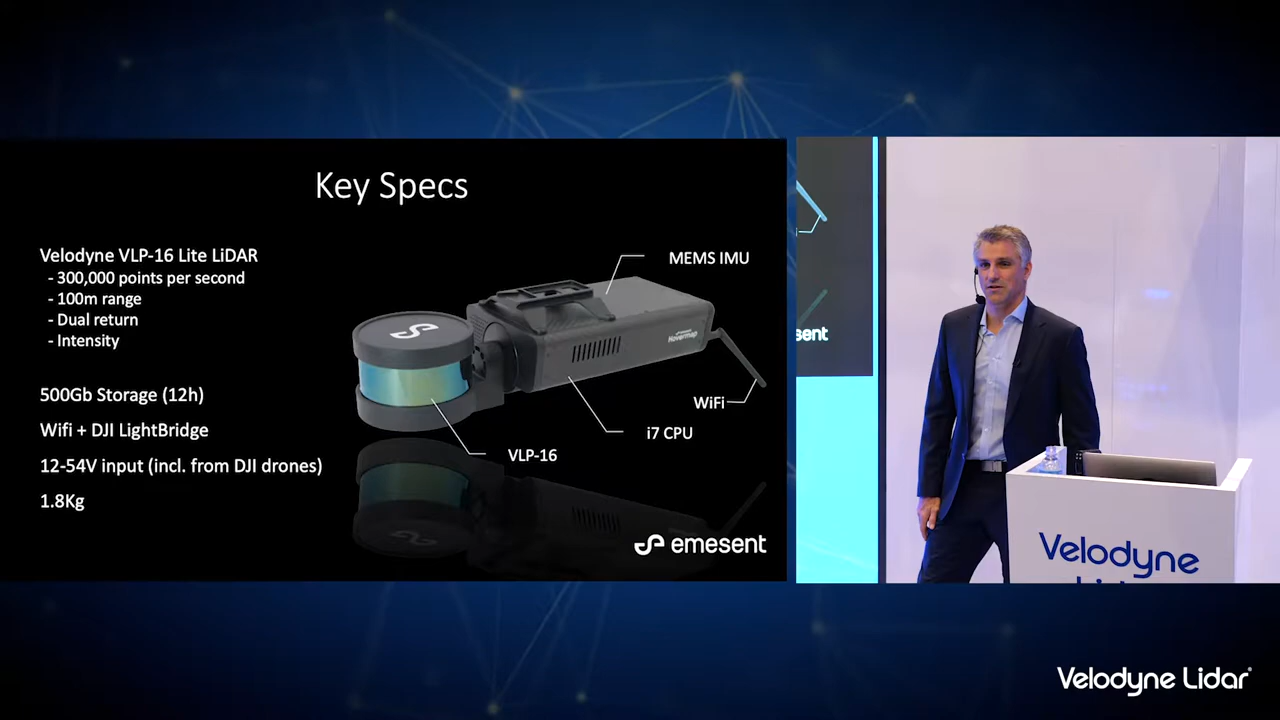 Key Specs
Velodyne VLP-16 Lite LiDAR
- 300,000 points per second
- 100m range
- Dual return
- Intensity
500Gb Storage (12h)
Wifi + DJI LightBridge
12-54V input (incl. from DJI drones)
1.8Kg
MEMS IMU
Hovermap
WiFi
i7 CPU
VLP-16
emesent
sent
Velodyne
Velodyne Lidar